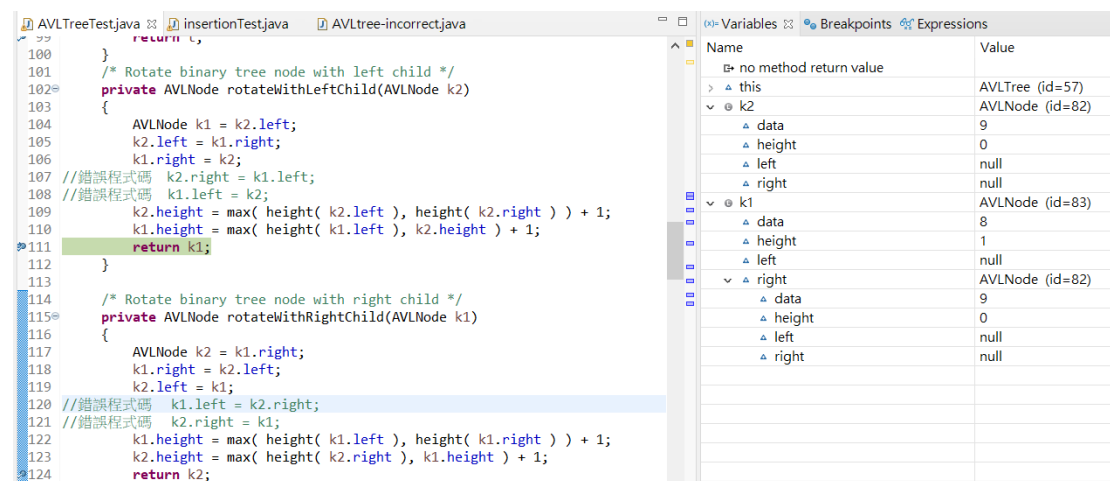 AVLTreeTest.java insertionTest.java AVLtree-incorrect.java
99 return t;
100 }
101 /* Rotate binary tree node with left child */
102 private AVLNode rotateWithLeftChild(AVLNode k2)
103 {
104 AVLNode k1 = k2.left;
105 k2.left = k1.right;
106 k1.right = k2;
107 //錯誤程式碼 k2.right = k1.left;
108 //錯誤程式碼 k1.left = k2;
109 k2.height = max( height( k2.left ), height( k2.right ) ) + 1;
110 k1.height = max( height( k1.left ), k2.height ) + 1;
111 return k1;
112 }
113
114 /* Rotate binary tree node with right child */
115 private AVLNode rotateWithRightChild(AVLNode k1)
116 {
117 AVLNode k2 = k1.right;
118 k1.right = k2.left;
119 k2.left = k1;
120 //錯誤程式碼 k1.left = k2.right;
121 //錯誤程式碼 k2.right = k1;
122 k1.height = max( height( k1.left ), height( k1.right ) ) + 1;
123 k2.height = max( height( k2.right ), k1.height ) + 1;
124 return k2;
(x)= Variables Breakpoints Expressions
Name Value
no method return value
this AVLTree (id=57)
k2 AVLNode (id=82)
data 9
height 0
left null
right null
k1 AVLNode (id=83)
data 8
height 1
left null
right AVLNode (id=82)
data 9
height 0
left null
right null